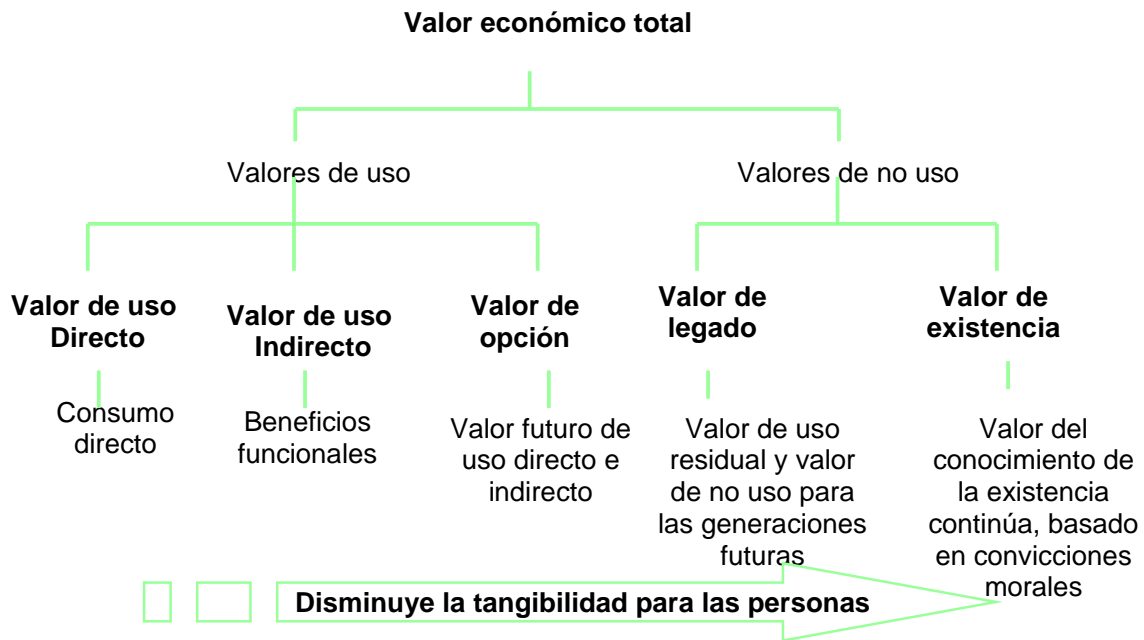 Valor económico total
Valores de uso
Valores de no uso
Valor de uso
Directo
Valor de uso
Indirecto
Valor de
opción
Valor de
legado
Valor de
existencia
Consumo
directo
Beneficios
funcionales
Valor futuro de
uso directo e
indirecto
Valor de uso
residual y valor
de no uso para
las generaciones
futuras
Valor del
conocimiento de
la existencia
continúa, basado
en convicciones
morales
Disminuye la tangibilidad para las personas